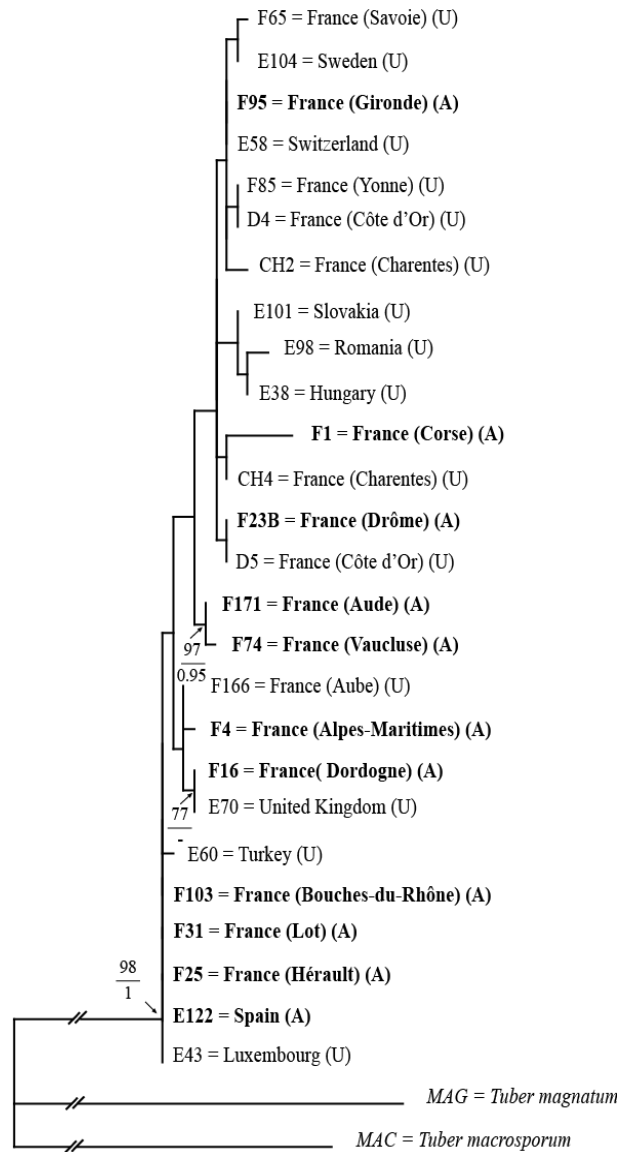 F65 = France (Savoie) (U)
E104 = Sweden (U)
F95 = France (Gironde) (A)
E58 = Switzerland (U)
F85 = France (Yonne) (U)
D4 = France (Côte d’Or) (U)
CH2 = France (Charentes) (U)
E101 = Slovakia (U)
E98 = Romania (U)
E38 = Hungary (U)
F1 = France (Corse) (A)
CH4 = France (Charentes) (U)
F23B = France (Drôme) (A)
D5 = France (Côte d’Or) (U)
F171 = France (Aude) (A)
F74 = France (Vaucluse) (A)
97
0.95
F166 = France (Aube) (U)
F4 = France (Alpes-Maritimes) (A)
F16 = France( Dordogne) (A)
E70 = United Kingdom (U)
77
-
E60 = Turkey (U)
F103 = France (Bouches-du-Rhône) (A)
F31 = France (Lot) (A)
F25 = France (Hérault) (A)
98
1
E122 = Spain (A)
E43 = Luxembourg (U)
MAG = Tuber magnatum
MAC = Tuber macrosporum